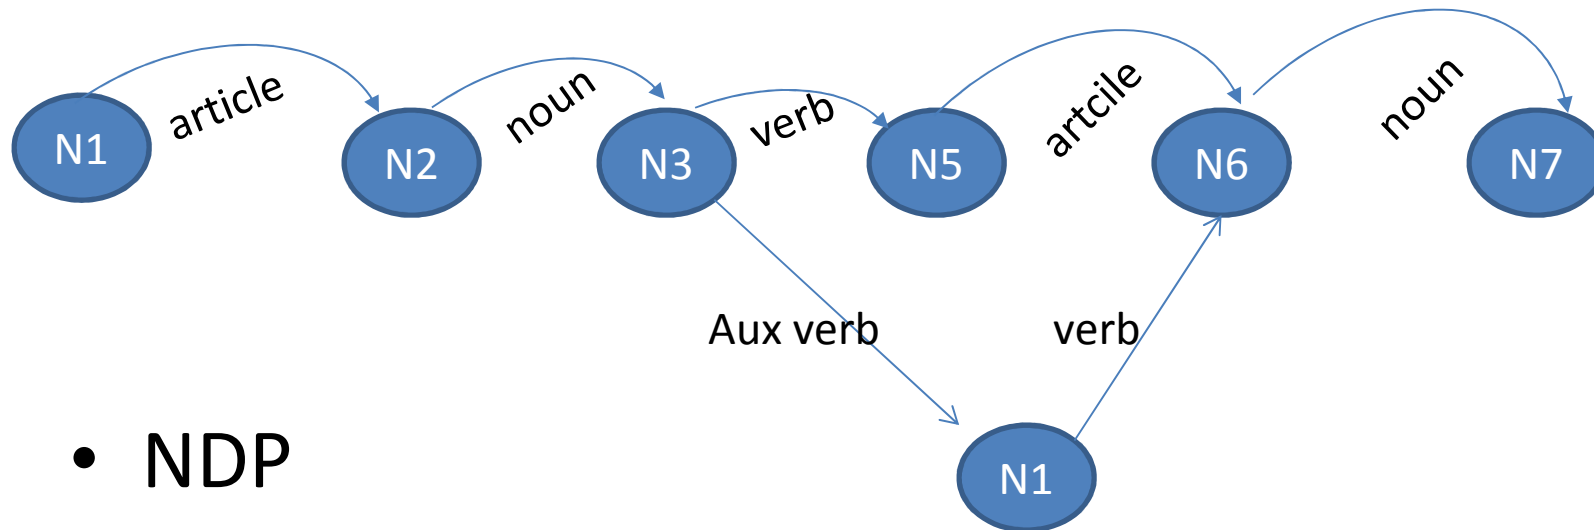 article
noun
verb
artcile
noun
N1
N2
N3
N5
N6
N7
Aux verb
verb
• NDP
N1